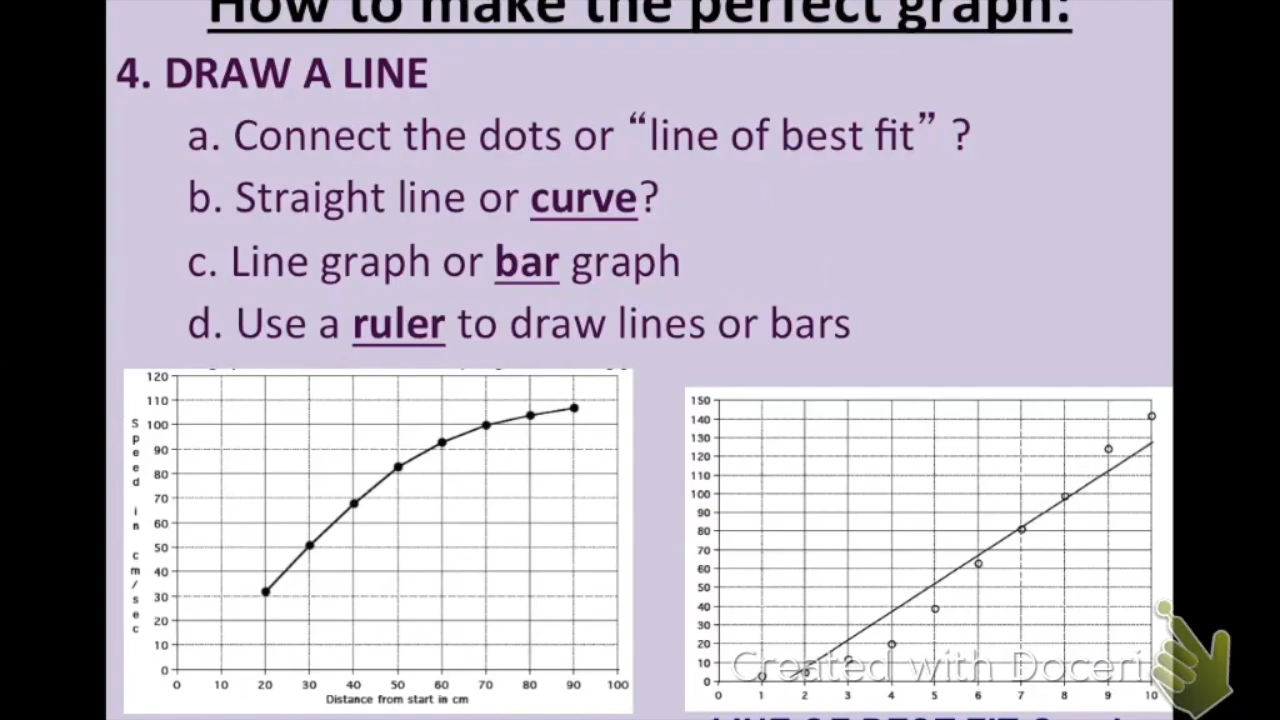 How to make the perfect graph:
4. DRAW A LINE
a. Connect the dots or “line of best fit” ?
b. Straight line or curve?
c. Line graph or bar graph
d. Use a ruler to draw lines or bars
120
110
100
90
80
70
60
50
40
30
20
10
0
Speed in cm/sec
0 10 20 30 40 50 60 70 80 90 100
Distance from start in cm
150
140
130
120
110
100
90
80
70
60
50
40
30
20
10
0
0 1 2 3 4 5 6 7 8 9 10
Created with Doceri
LINE OF BEST FIT